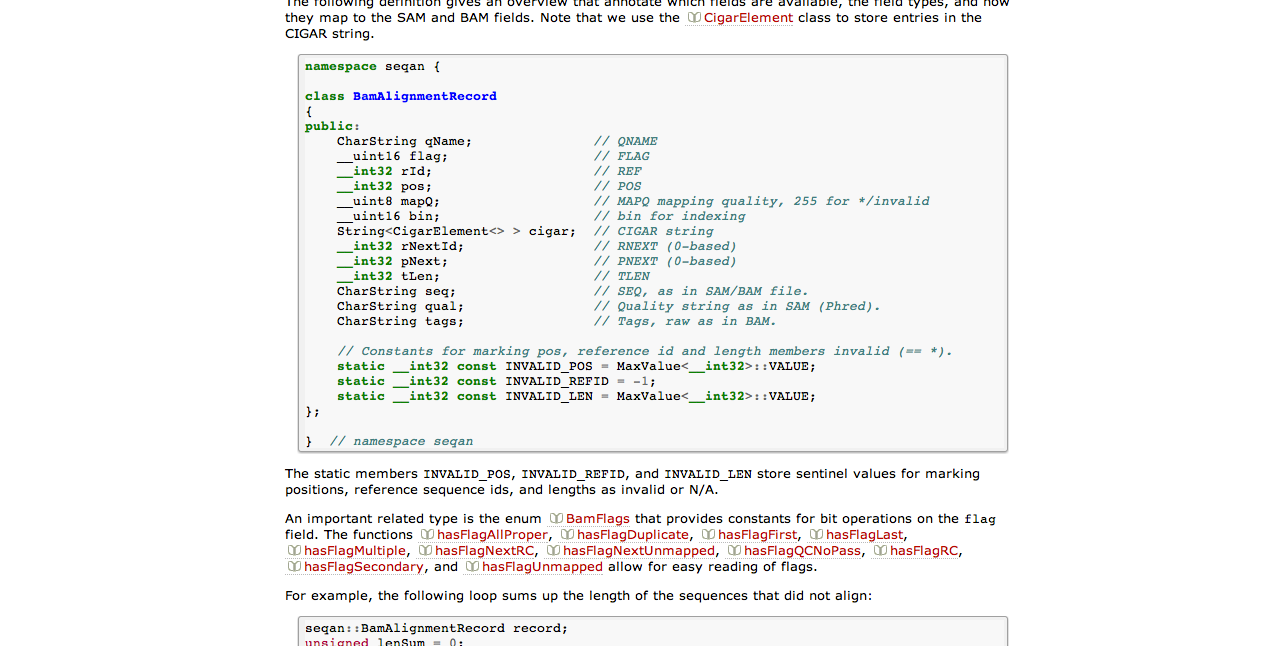 The following definition gives an overview that annotate which fields are available, the field types, and how
they map to the SAM and BAM fields. Note that we use the CigarElement class to store entries in the
CIGAR string.
namespace seqan {
class BamAlignmentRecord
{
public:
    CharString qName;               // QNAME
    __uint16 flag;                  // FLAG
    __int32 rId;                    // REF
    __int32 pos;                    // POS
    __uint8 mapQ;                   // MAPQ mapping quality, 255 for */invalid
    __uint16 bin;                   // bin for indexing
    String<CigarElement<> > cigar;  // CIGAR string
    __int32 rNextId;                // RNEXT (0-based)
    __int32 pNext;                  // PNEXT (0-based)
    __int32 tLen;                   // TLEN
    CharString seq;                 // SEQ, as in SAM/BAM file.
    CharString qual;                // Quality string as in SAM (Phred).
    CharString tags;                // Tags, raw as in BAM.
    // Constants for marking pos, reference id and length members invalid (== *).
    static __int32 const INVALID_POS = MaxValue<__int32>::VALUE;
    static __int32 const INVALID_REFID = -1;
    static __int32 const INVALID_LEN = MaxValue<__int32>::VALUE;
};
}  // namespace seqan
The static members INVALID_POS, INVALID_REFID, and INVALID_LEN store sentinel values for marking
positions, reference sequence ids, and lengths as invalid or N/A.
An important related type is the enum BamFlags that provides constants for bit operations on the flag
field. The functions hasFlagAllProper, hasFlagDuplicate, hasFlagFirst, hasFlagLast,
hasFlagMultiple, hasFlagNextRC, hasFlagNextUnmapped, hasFlagQCNoPass, hasFlagRC,
hasFlagSecondary, and hasFlagUnmapped allow for easy reading of flags.
For example, the following loop sums up the length of the sequences that did not align:
seqan::BamAlignmentRecord record;
unsigned lenSum = 0;